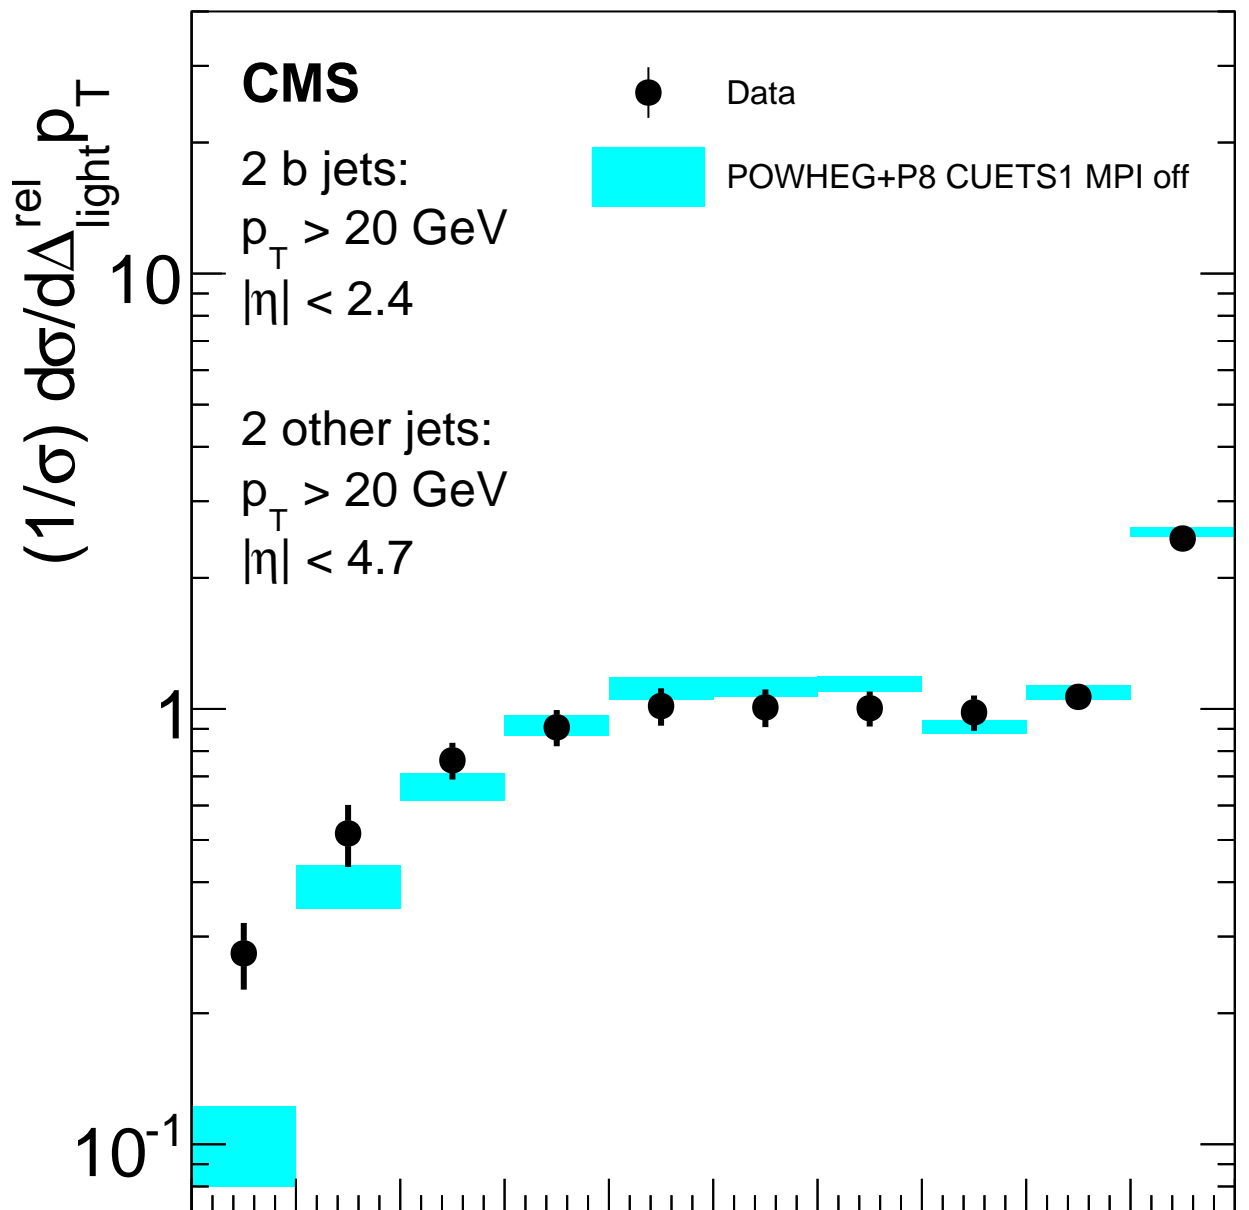 CMS
Data
2 b jets:
POWHEG+P8 CUETS1 MPI off
p_T > 20 GeV
|η| < 2.4
2 other jets:
p_T > 20 GeV
|η| < 4.7
(1/σ) dσ/dΔ^rel_light p_T
10
1
10^-1